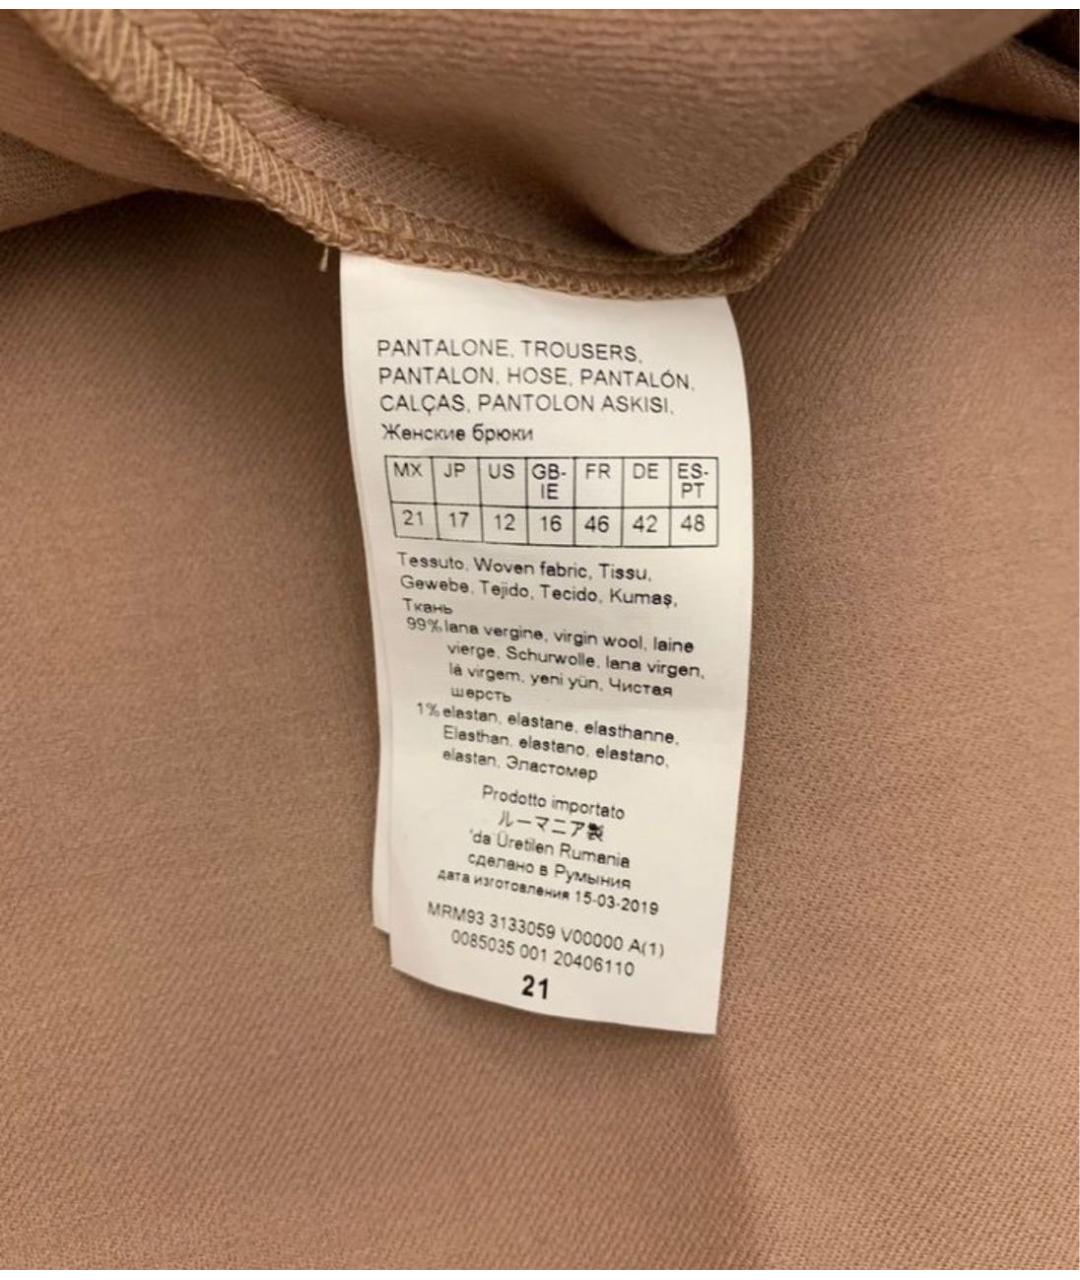 PANTALONE, TROUSERS,
PANTALON, HOSE, PANTALÓN,
CALÇAS, PANTOLON ASKISI,
Женские брюки
MX JP US GB-IE FR DE ES-PT
21 17 12 16 46 42 48
Tessuto, Woven fabric, Tissu,
Gewebe, Tejido, Tecido, Kumaş,
Ткань
99% lana vergine, virgin wool, laine
vierge, Schurwolle, lana virgen,
lã virgem, yeni yün, Чистая
шерсть
1% elastan, elastane, elasthanne,
Elasthan, elastano, elastano,
elastan, Эластомер
Prodotto importato
ルーマニア製
'da Üretilen Rumania
сделано в Румыния
дата изготовления 15-03-2019
MRM93 3133059 V00000 A(1)
0085035 001 20406110
21